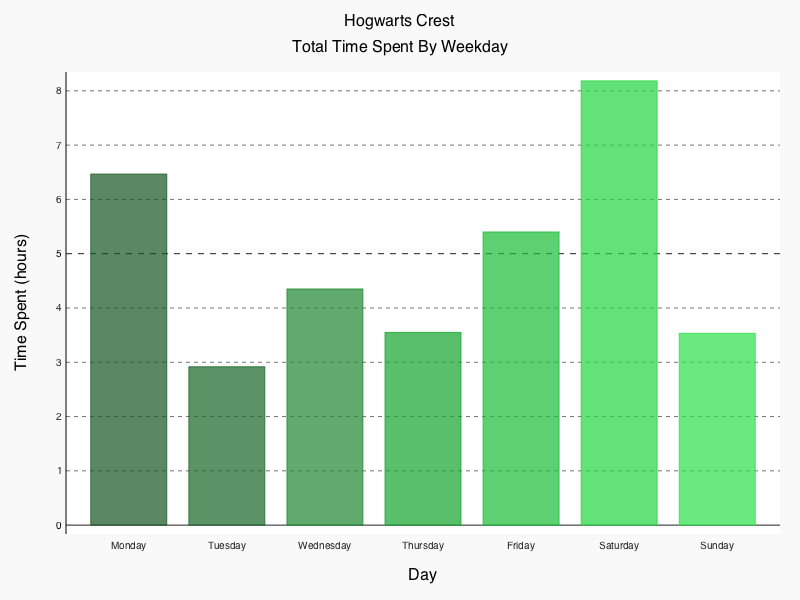 Hogwarts Crest
Total Time Spent By Weekday
8
7
6
5
4
3
2
1
0
Time Spent (hours)
Monday Tuesday Wednesday Thursday Friday Saturday Sunday
Day